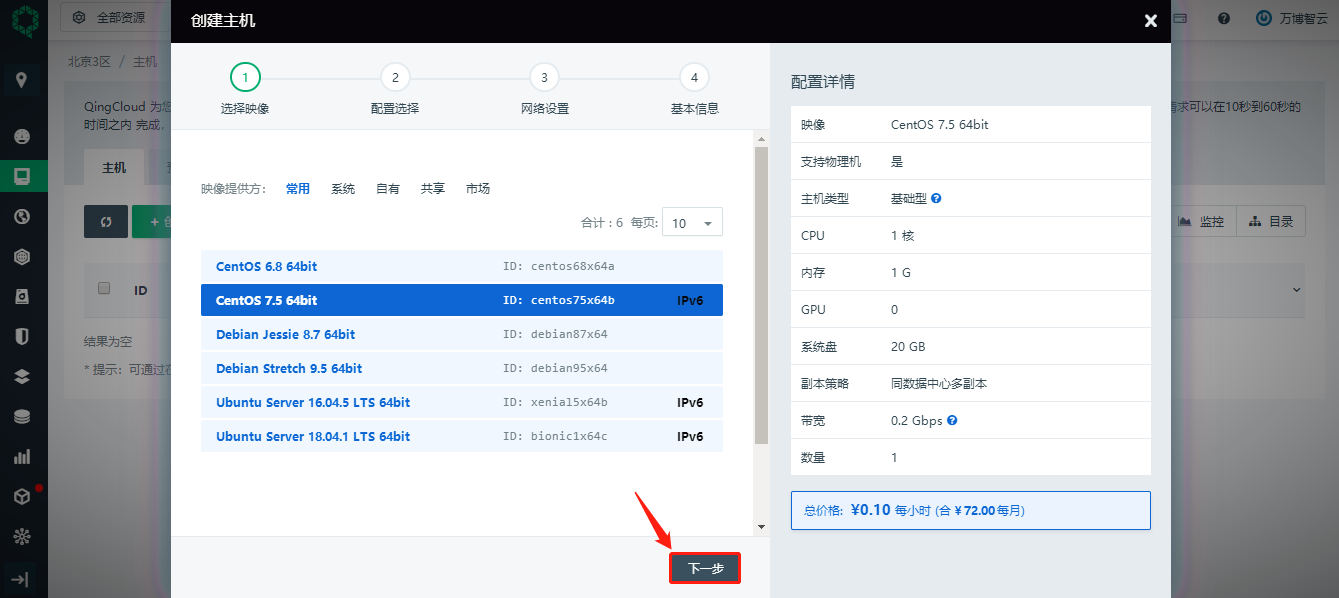 全部资源
万博智云
北京3区 / 主机
QingCloud 为您
时间之内 完成,
请求可以在10秒到60秒的
主机
监控
目录
ID
结果为空
* 提示: 可通过在
创建主机
1
2
3
4
选择映像
配置选择
网络设置
基本信息
映像提供方: 常用 系统 自有 共享 市场
合计 : 6 每页: 10
CentOS 6.8 64bit ID: centos68x64a
CentOS 7.5 64bit ID: centos75x64b IPv6
Debian Jessie 8.7 64bit ID: debian87x64
Debian Stretch 9.5 64bit ID: debian95x64
Ubuntu Server 16.04.5 LTS 64bit ID: xenial5x64b IPv6
Ubuntu Server 18.04.1 LTS 64bit ID: bionic1x64c IPv6
下一步
配置详情
映像 CentOS 7.5 64bit
支持物理机 是
主机类型 基础型
CPU 1 核
内存 1 G
GPU 0
系统盘 20 GB
副本策略 同数据中心多副本
带宽 0.2 Gbps
数量 1
总价格: ¥0.10 每小时 (合 ¥72.00每月)